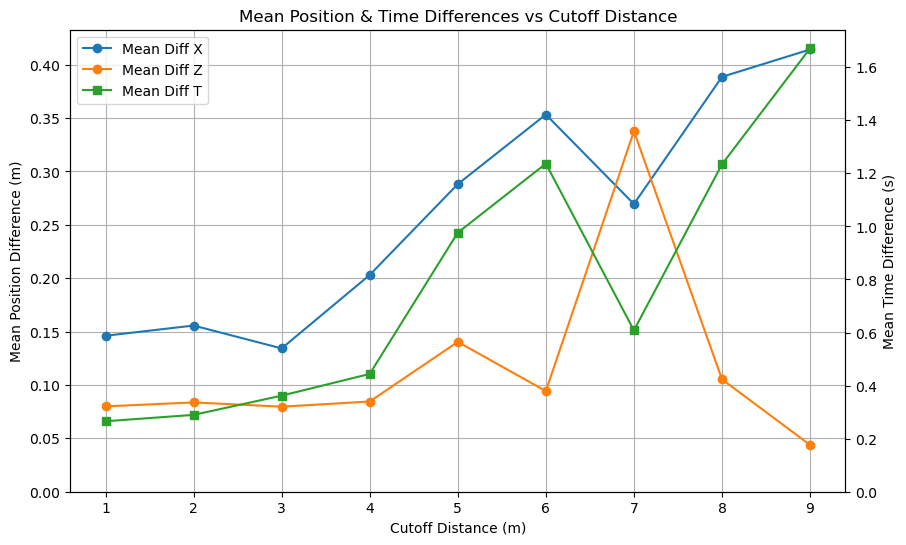 Mean Position & Time Differences vs Cutoff Distance
Mean Diff X
Mean Diff Z
Mean Diff T
Mean Position Difference (m)
0.40
0.35
0.30
0.25
0.20
0.15
0.10
0.05
0.00
1.6
1.4
1.2
1.0
0.8
0.6
0.4
0.2
0.0
Mean Time Difference (s)
1 2 3 4 5 6 7 8 9
Cutoff Distance (m)